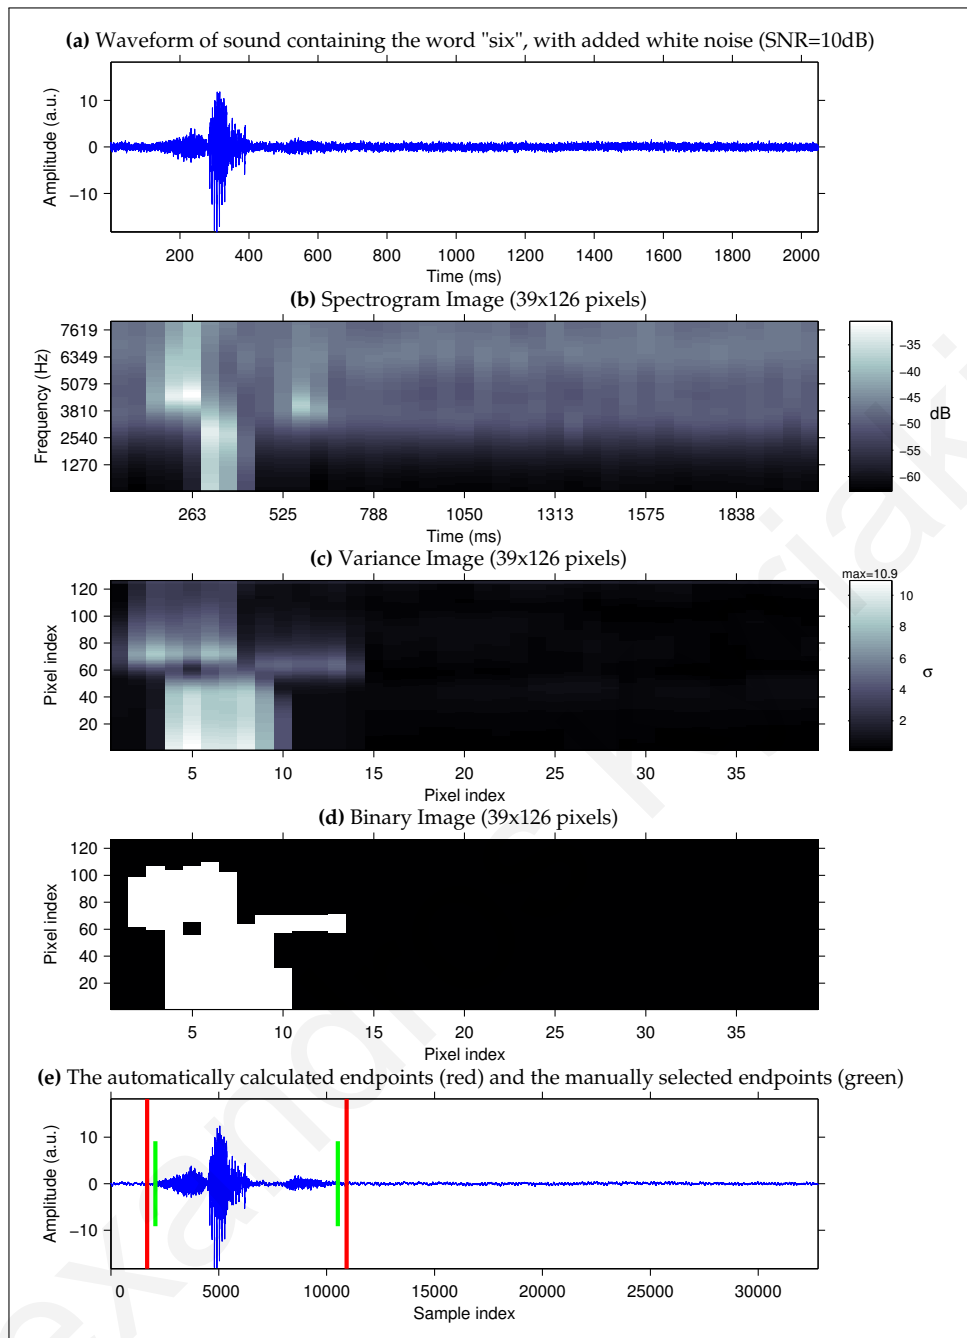 (a) Waveform of sound containing the word "six", with added white noise (SNR=10dB)
10
0
−10
Amplitude (a.u.)
200 400 600 800 1000 1200 1400 1600 1800 2000
Time (ms)
(b) Spectrogram Image (39x126 pixels)
7619
6349
5079
3810
2540
1270
Frequency (Hz)
263 525 788 1050 1313 1575 1838
Time (ms)
−35
−40
−45
−50
−55
−60
dB
(c) Variance Image (39x126 pixels)
120
100
80
60
40
20
Pixel index
5 10 15 20 25 30 35
Pixel index
max=10.9
10
8
6
4
2
σ
(d) Binary Image (39x126 pixels)
120
100
80
60
40
20
Pixel index
5 10 15 20 25 30 35
Pixel index
(e) The automatically calculated endpoints (red) and the manually selected endpoints (green)
10
0
−10
Amplitude (a.u.)
0 5000 10000 15000 20000 25000 30000
Sample index